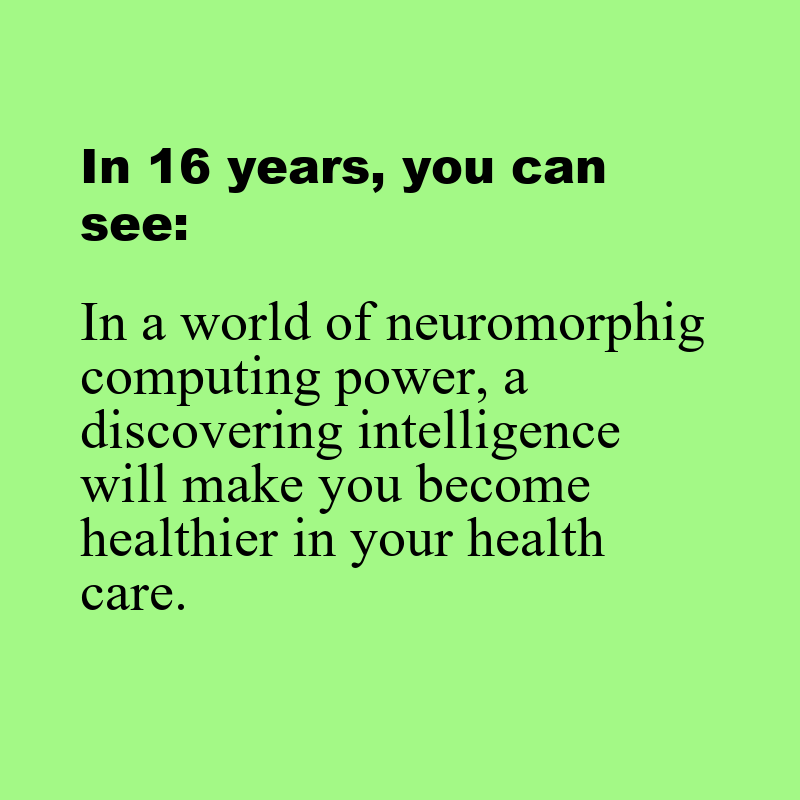 In 16 years, you can
see:
In a world of neuromorphig
computing power, a
discovering intelligence
will make you become
healthier in your health
care.